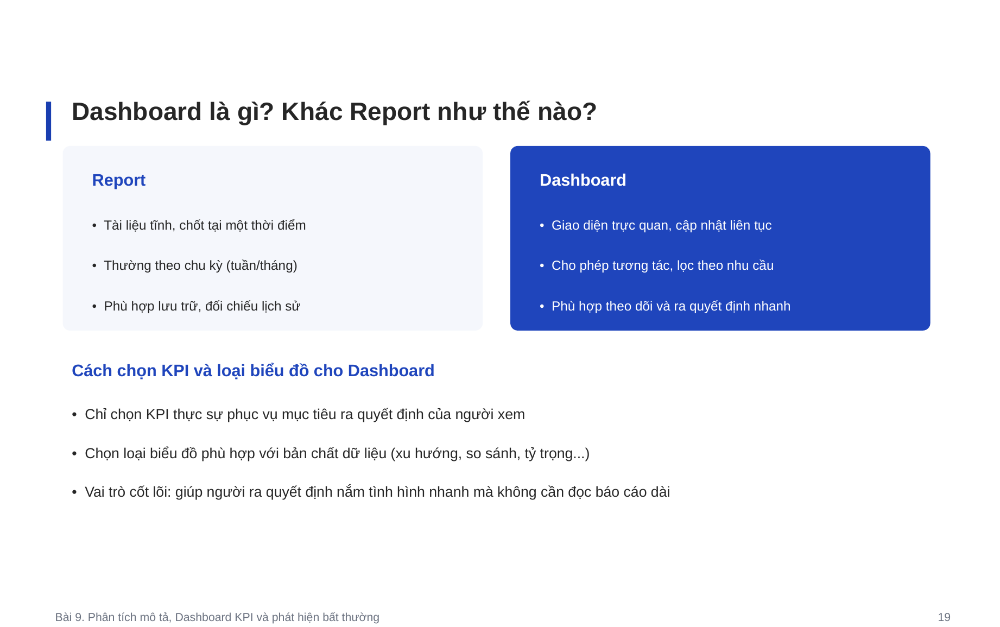 Dashboard là gì? Khác Report như thế nào?
Report
• Tài liệu tĩnh, chốt tại một thời điểm
• Thường theo chu kỳ (tuần/tháng)
• Phù hợp lưu trữ, đối chiếu lịch sử
Dashboard
• Giao diện trực quan, cập nhật liên tục
• Cho phép tương tác, lọc theo nhu cầu
• Phù hợp theo dõi và ra quyết định nhanh
Cách chọn KPI và loại biểu đồ cho Dashboard
• Chỉ chọn KPI thực sự phục vụ mục tiêu ra quyết định của người xem
• Chọn loại biểu đồ phù hợp với bản chất dữ liệu (xu hướng, so sánh, tỷ trọng...)
• Vai trò cốt lõi: giúp người ra quyết định nắm tình hình nhanh mà không cần đọc báo cáo dài
Bài 9. Phân tích mô tả, Dashboard KPI và phát hiện bất thường
19